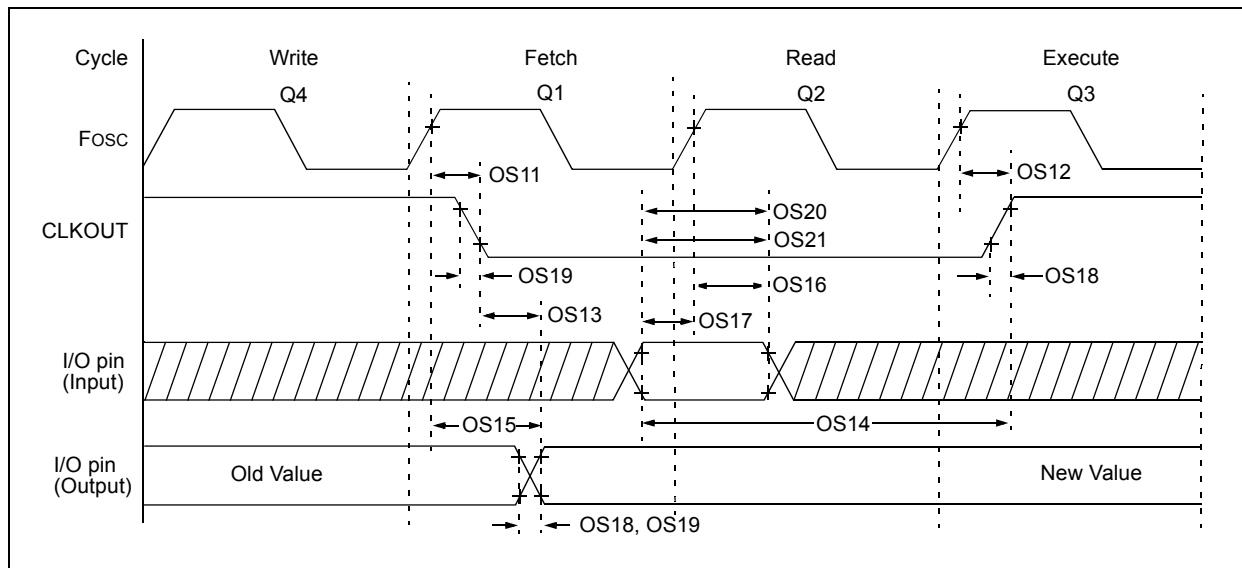 Cycle Write Fetch Read Execute
Q4 Q1 Q2 Q3
FOSC
OS11 OS12
OS20
CLKOUT
OS21
OS19 OS16 OS18
OS13 OS17
I/O pin
(Input)
OS15 OS14
I/O pin
(Output)
Old Value New Value
OS18, OS19